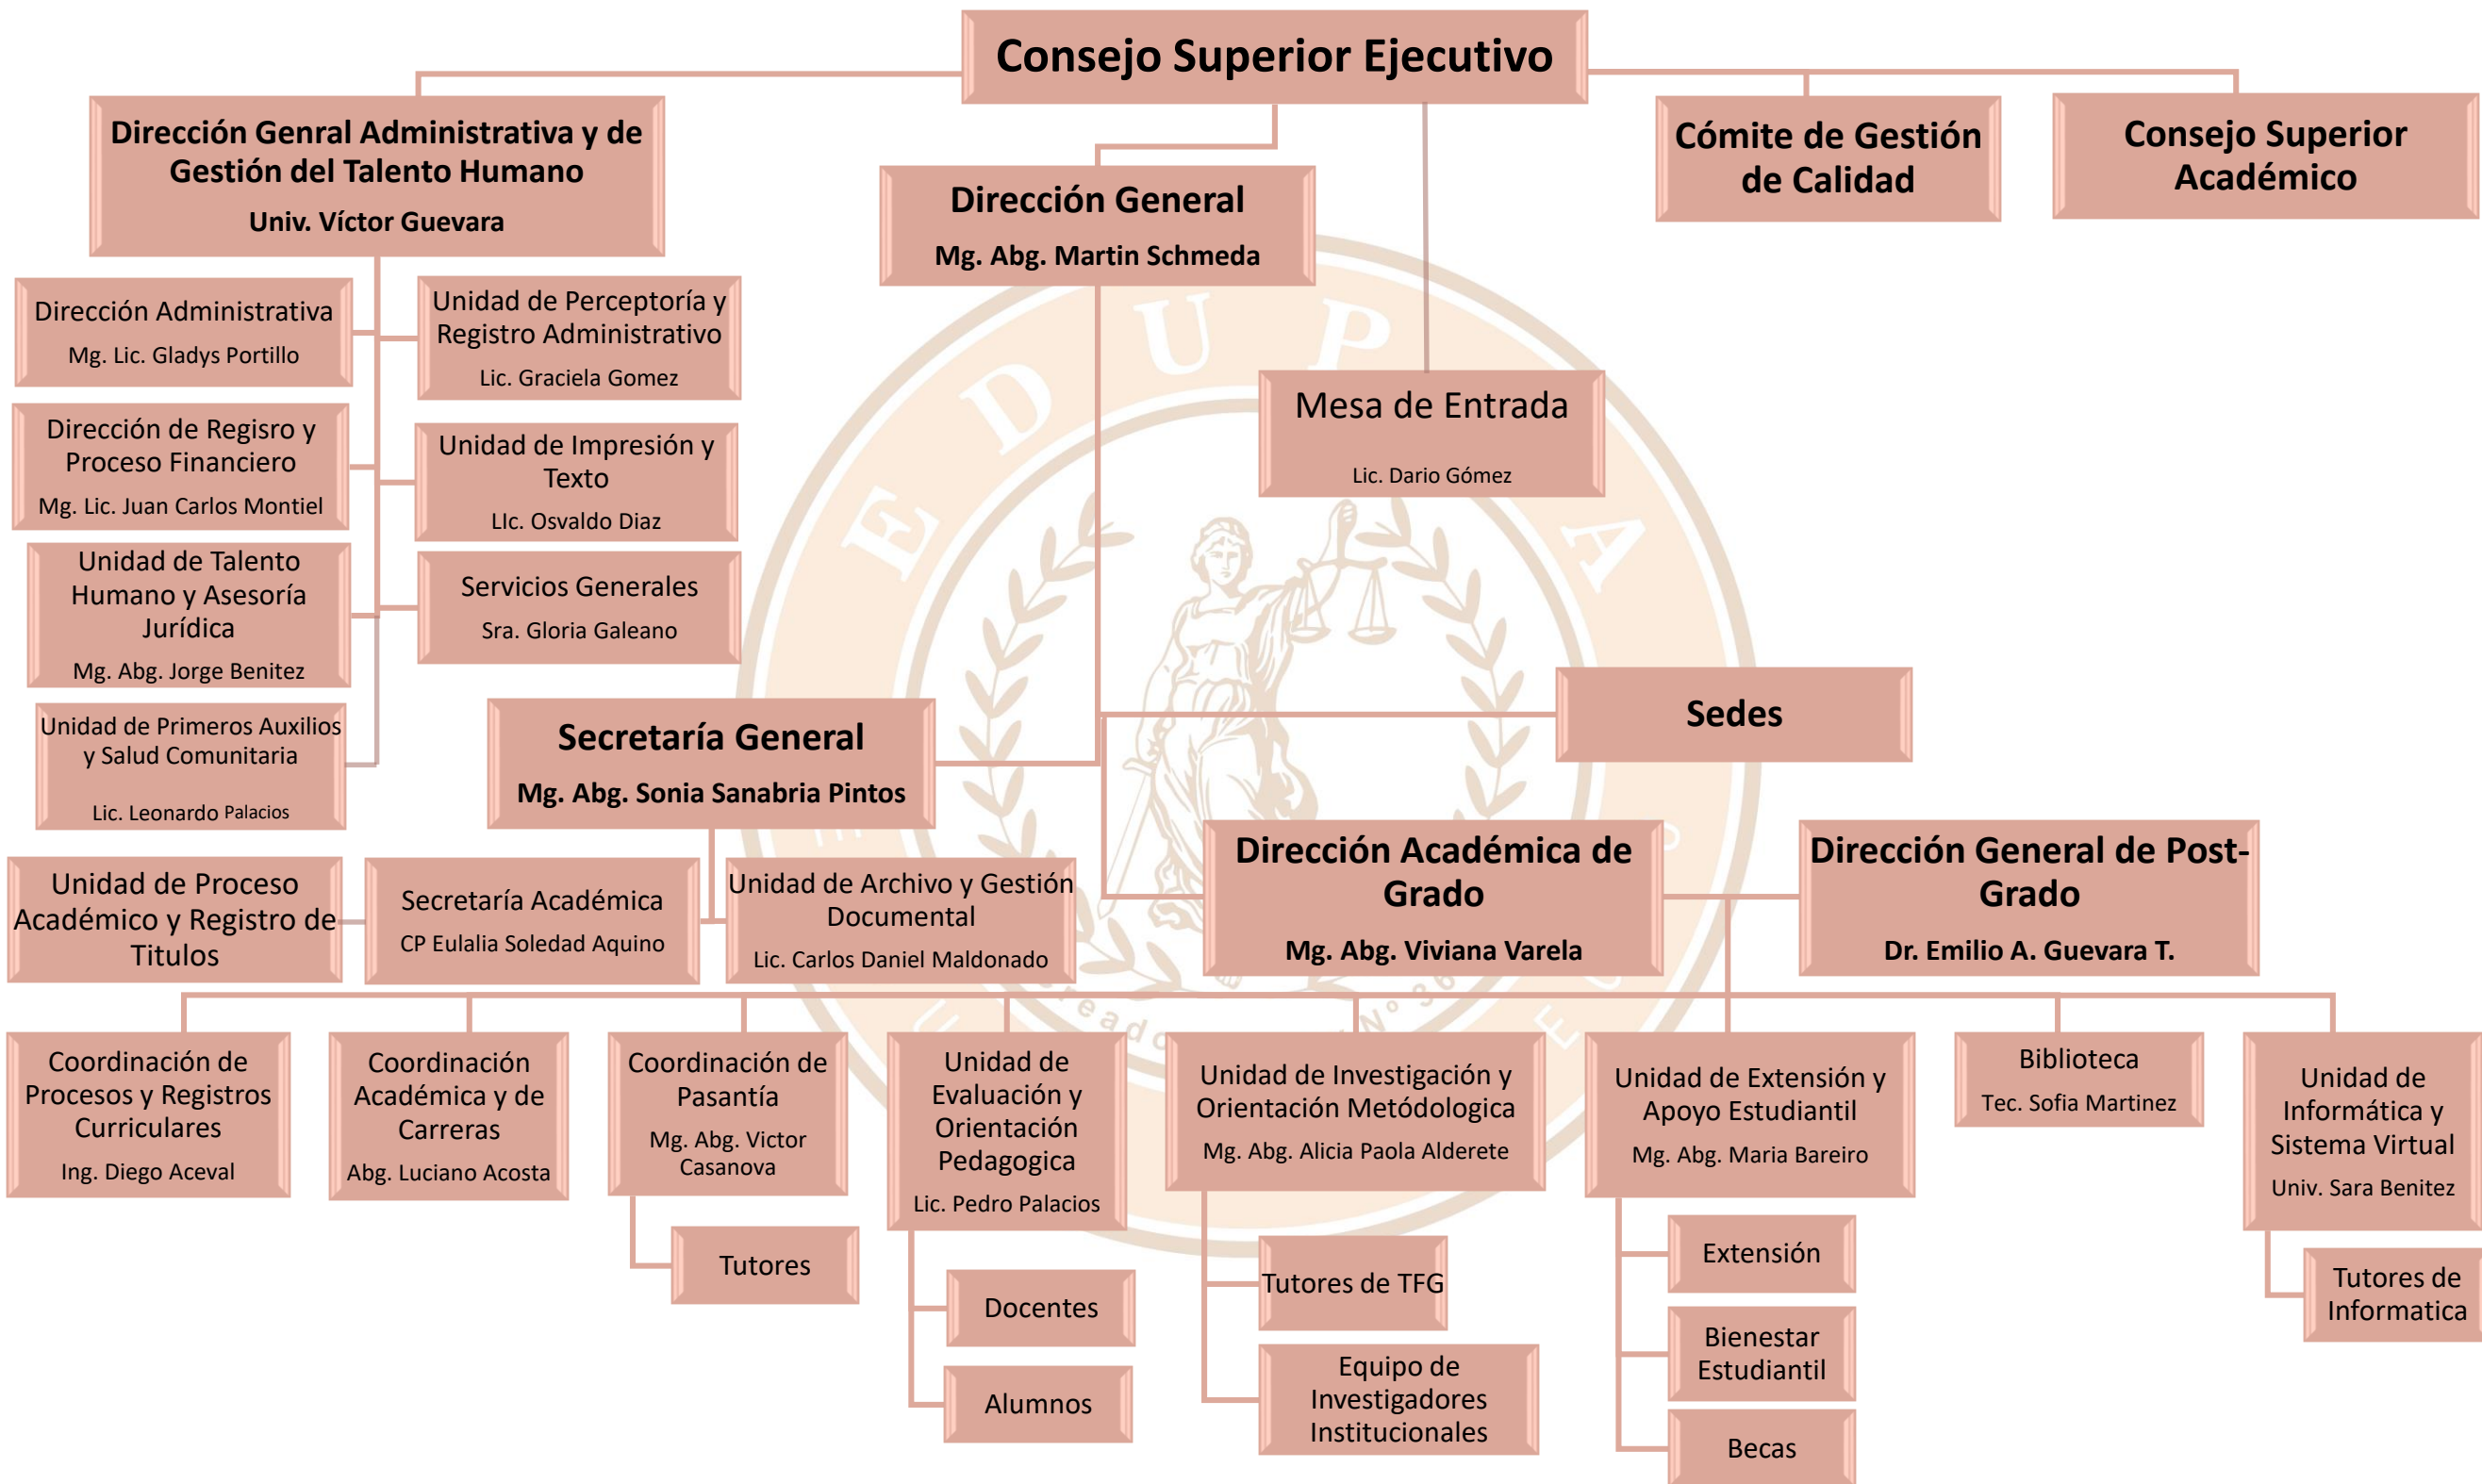 Consejo Superior Ejecutivo
Dirección Genral Administrativa y de
Gestión del Talento Humano
Univ. Víctor Guevara
Cómite de Gestión
de Calidad
Consejo Superior
Académico
Dirección General
Mg. Abg. Martin Schmeda
Dirección Administrativa
Mg. Lic. Gladys Portillo
Unidad de Perceptoría y
Registro Administrativo
Lic. Graciela Gomez
Mesa de Entrada
Lic. Dario Gómez
Dirección de Regisro y
Proceso Financiero
Mg. Lic. Juan Carlos Montiel
Unidad de Impresión y
Texto
LIc. Osvaldo Diaz
Unidad de Talento
Humano y Asesoría
Jurídica
Mg. Abg. Jorge Benitez
Servicios Generales
Sra. Gloria Galeano
Unidad de Primeros Auxilios
y Salud Comunitaria
Lic. Leonardo Palacios
Secretaría General
Mg. Abg. Sonia Sanabria Pintos
Sedes
Dirección Académica de
Grado
Mg. Abg. Viviana Varela
Dirección General de Post-
Grado
Dr. Emilio A. Guevara T.
Unidad de Proceso
Académico y Registro de
Titulos
Secretaría Académica
CP Eulalia Soledad Aquino
Unidad de Archivo y Gestión
Documental
Lic. Carlos Daniel Maldonado
Coordinación de
Procesos y Registros
Curriculares
Ing. Diego Aceval
Coordinación
Académica y de
Carreras
Abg. Luciano Acosta
Coordinación de
Pasantía
Mg. Abg. Victor
Casanova
Unidad de
Evaluación y
Orientación
Pedagogica
Lic. Pedro Palacios
Unidad de Investigación y
Orientación Metódologica
Mg. Abg. Alicia Paola Alderete
Unidad de Extensión y
Apoyo Estudiantil
Mg. Abg. Maria Bareiro
Biblioteca
Tec. Sofia Martinez
Unidad de
Informática y
Sistema Virtual
Univ. Sara Benitez
Tutores
Docentes
Alumnos
Tutores de TFG
Equipo de
Investigadores
Institucionales
Extensión
Bienestar
Estudiantil
Becas
Tutores de
Informatica
EDUPA